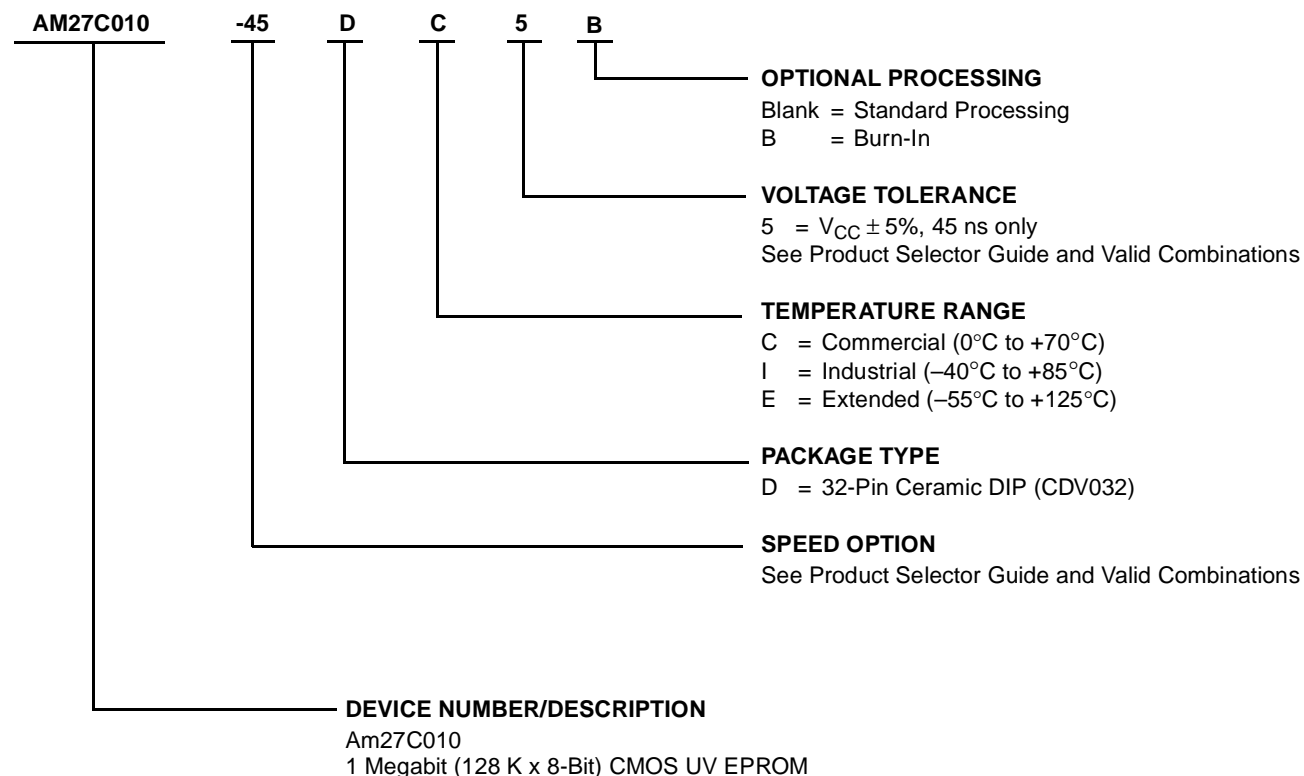 AM27C010 -45 D C 5 B
OPTIONAL PROCESSING
Blank = Standard Processing
B = Burn-In
VOLTAGE TOLERANCE
5 = VCC ± 5%, 45 ns only
See Product Selector Guide and Valid Combinations
TEMPERATURE RANGE
C = Commercial (0°C to +70°C)
I = Industrial (–40°C to +85°C)
E = Extended (–55°C to +125°C)
PACKAGE TYPE
D = 32-Pin Ceramic DIP (CDV032)
SPEED OPTION
See Product Selector Guide and Valid Combinations
DEVICE NUMBER/DESCRIPTION
Am27C010
1 Megabit (128 K x 8-Bit) CMOS UV EPROM